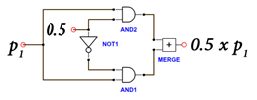 0.5
AND2
p1
NOT1
+
0.5 x p1
MERGE
AND1